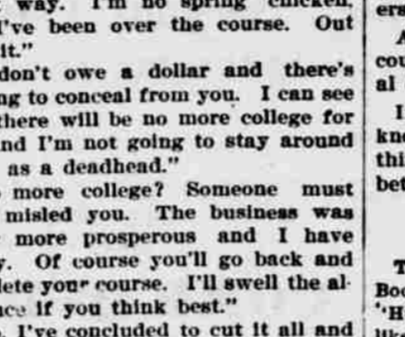 way. I'm no spring chicken,
I've been over the course. Out
it."
don't owe a dollar and there's
ng to conceal from you. I can see
there will be no more college for
nd I'm not going to stay around
as a deadhead."
more college? Someone must
misled you. The business was
more prosperous and I have
y. Of course you'll go back and
lete your course. I'll swell the al-
nce if you think best."
I've concluded to cut it all and
ers
A
cou
al
I
kno
thi
bet
T
Boo
"H
like